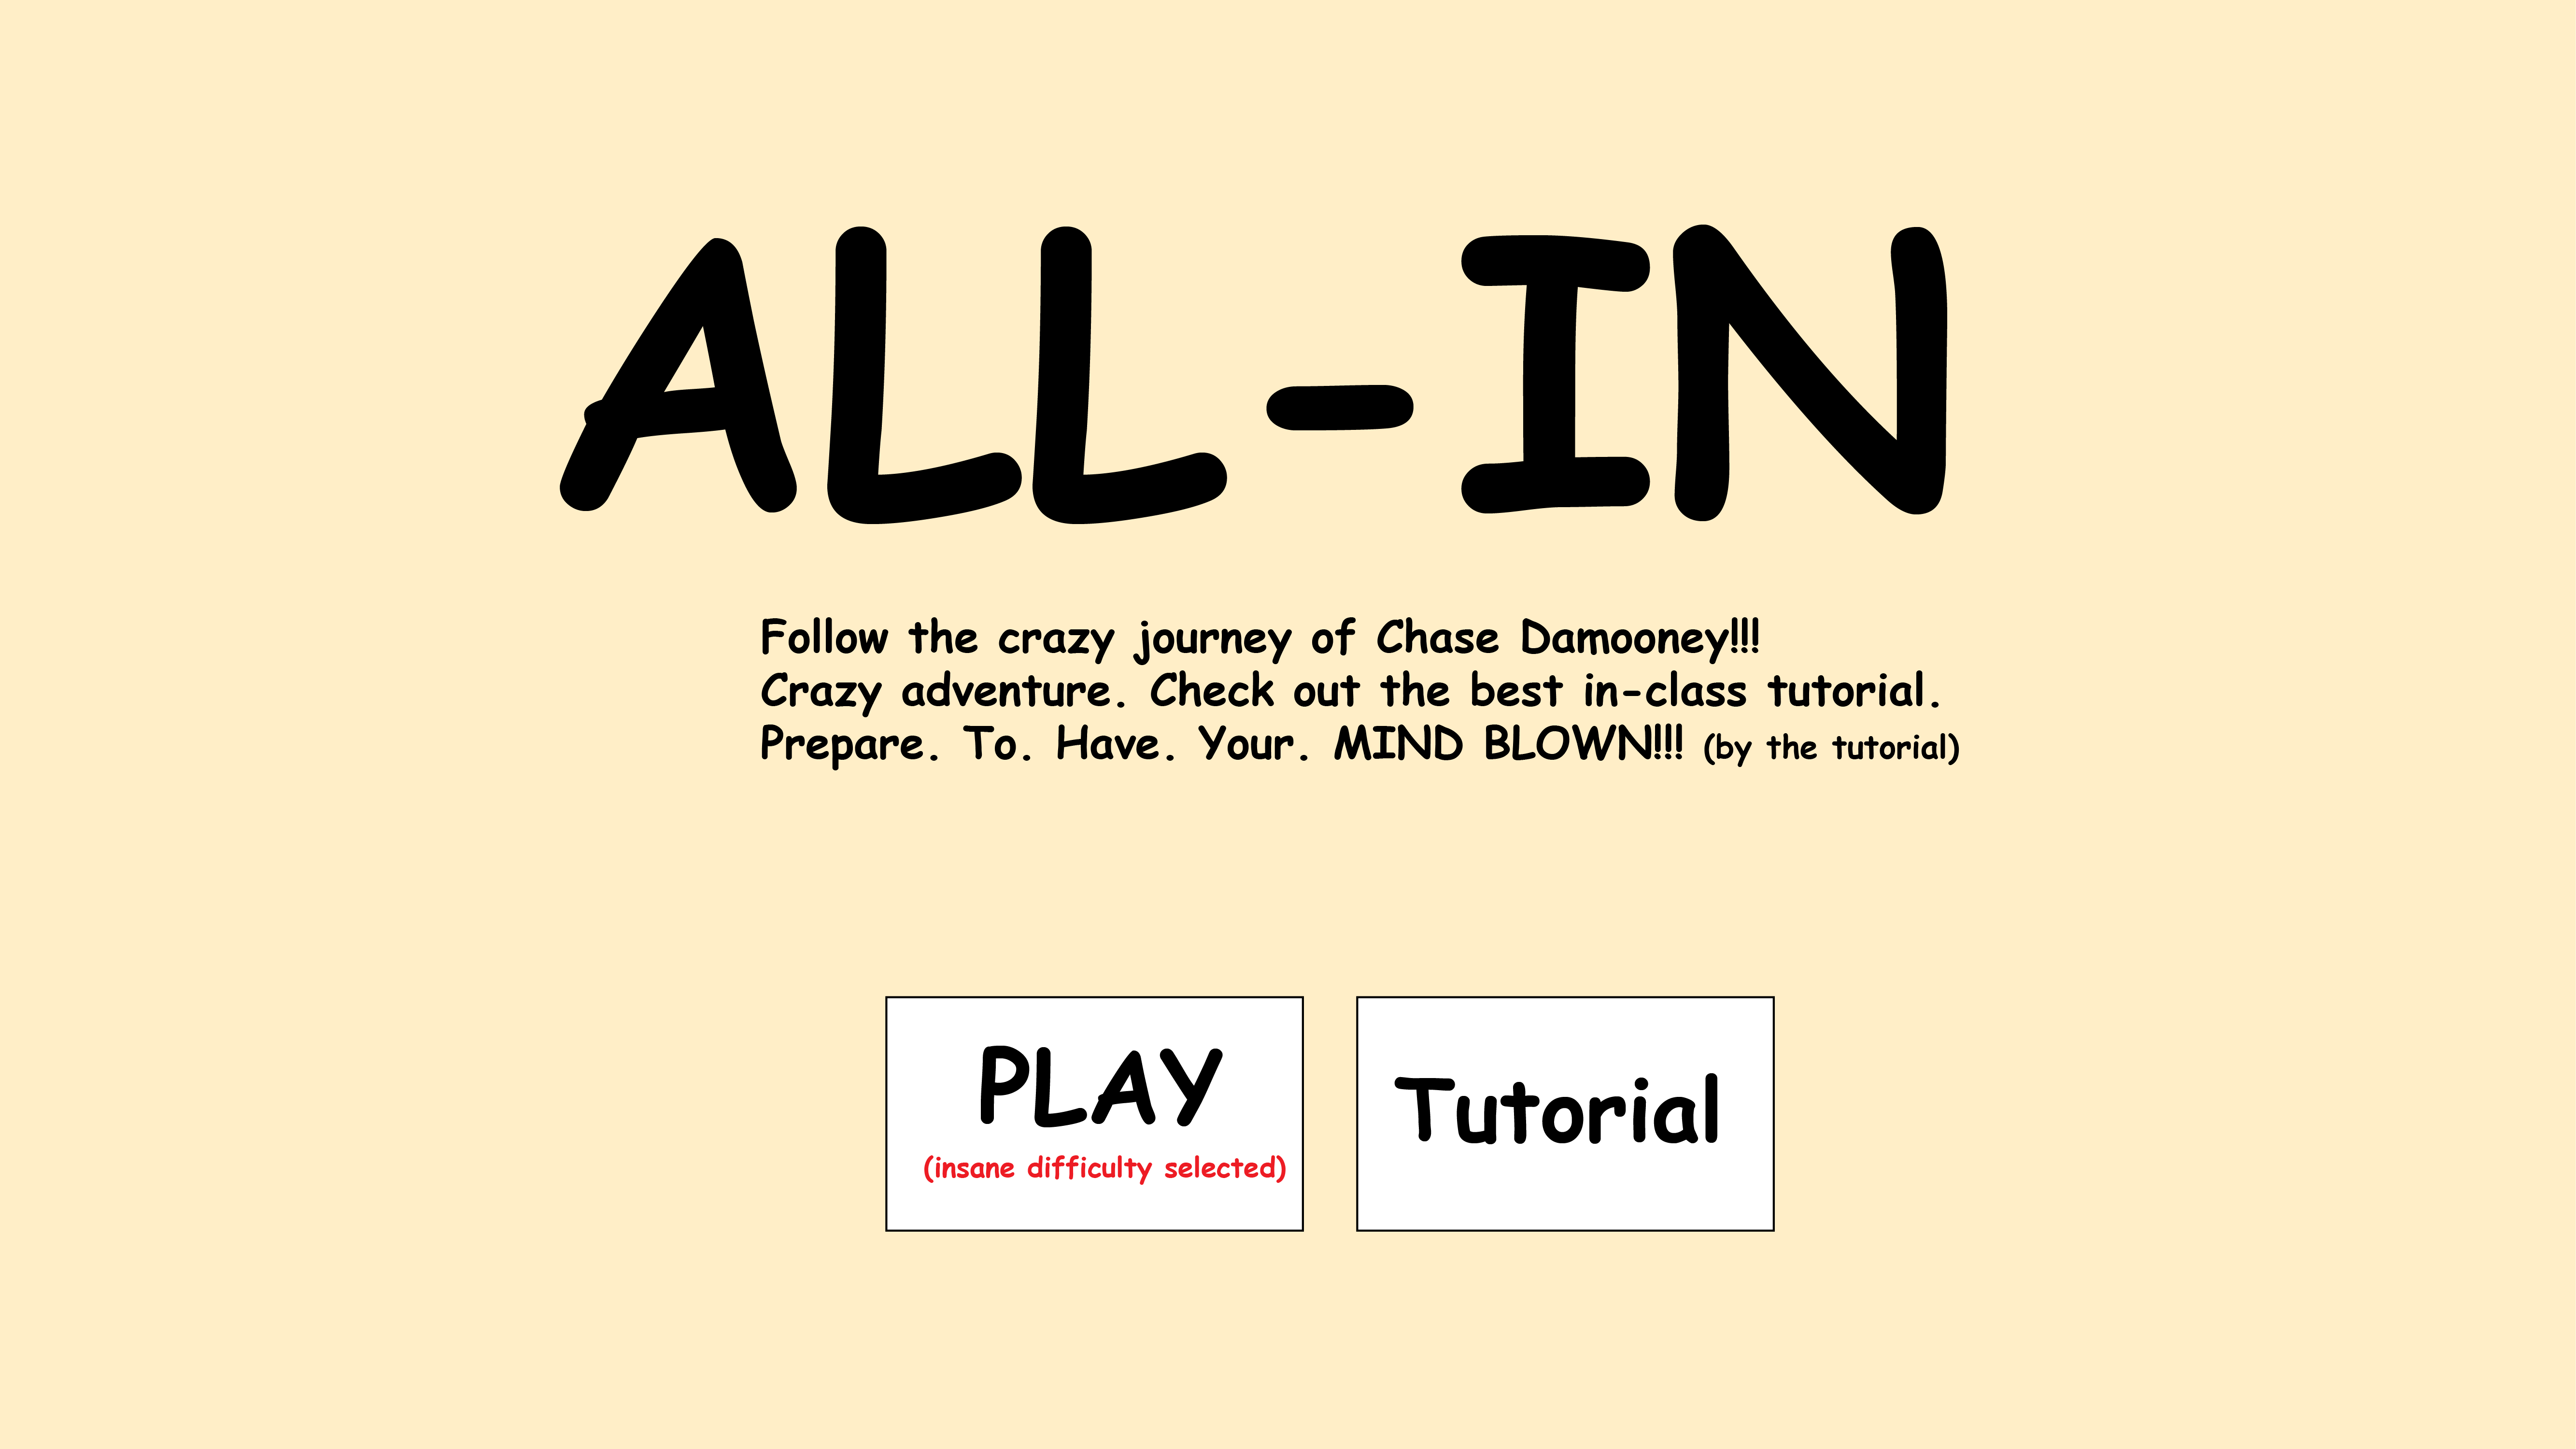 ALL-IN
Follow the crazy journey of Chase Damooney!!!
Crazy adventure. Check out the best in-class tutorial.
Prepare. To. Have. Your. MIND BLOWN!!! (by the tutorial)
PLAY
(insane difficulty selected)
Tutorial